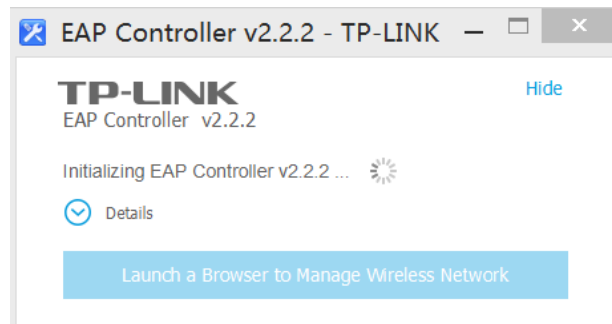 EAP Controller v2.2.2 - TP-LINK
TP-LINK
Hide
EAP Controller v2.2.2
Initializing EAP Controller v2.2.2 ...
Details
Launch a Browser to Manage Wireless Network